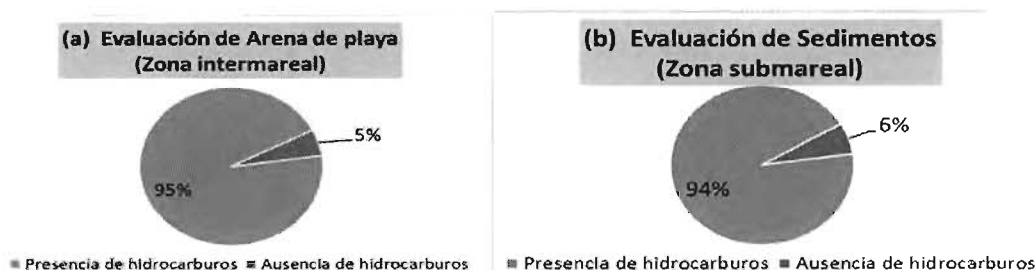 (a) Evaluación de Arena de playa
(Zona intermareal)
5%
95%
Presencia de hidrocarburos Ausencia de hidrocarburos
(b) Evaluación de Sedimentos
(Zona submareal)
6%
94%
Presencia de hidrocarburos Ausencia de hidrocarburos